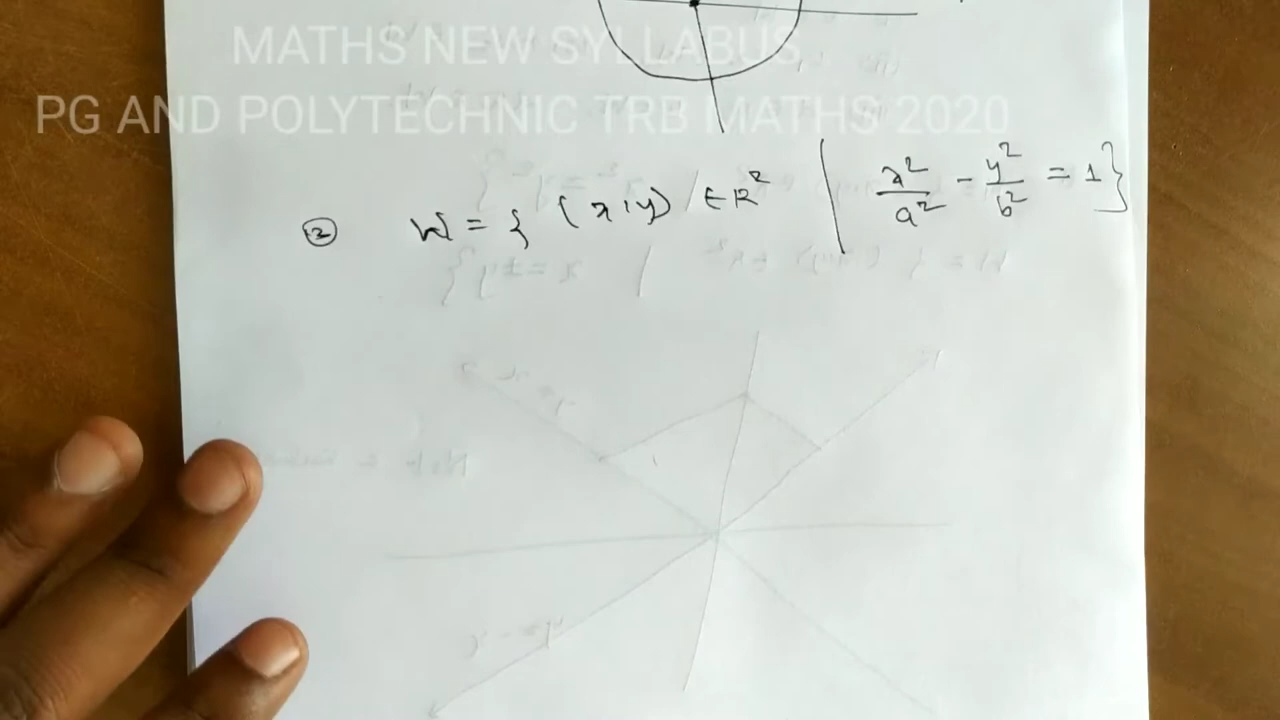 MATHS NEW SYLLABUS
PG AND POLYTECHNIC TRB MATHS 2020
② W = { (x,y) ∈ R² | x²/a² - y²/b² = 1 }